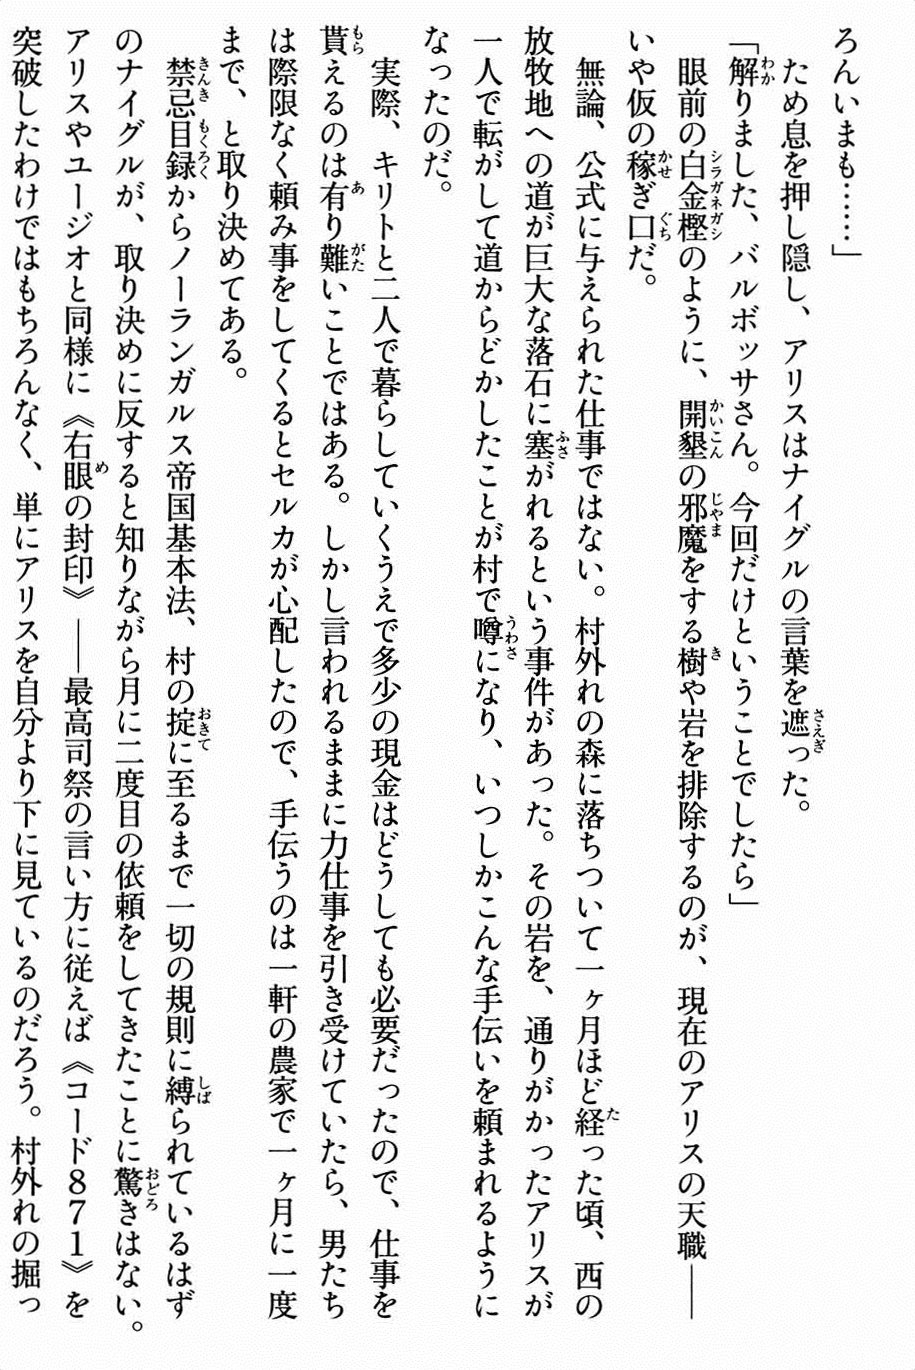 ろんいまも……」
ため息を押し隠し、アリスはナイグルの言葉を遮った。
「解りました、バルボッサさん。今回だけということでしたら」
眼前の白金樫のように、開墾の邪魔をする樹や岩を排除するのが、現在のアリスの天職――
いや仮の稼ぎ口だ。
無論、公式に与えられた仕事ではない。村外れの森に落ちついて一ヶ月ほど経った頃、西の
放牧地への道が巨大な落石に塞がれるという事件があった。その岩を、通りがかったアリスが
一人で転がして道からどかしたことが村で噂になり、いつしかこんな手伝いを頼まれるように
なったのだ。
実際、キリトと二人で暮らしていくうえで多少の現金はどうしても必要だったので、仕事を
貰えるのは有り難いことではある。しかし言われるままに力仕事を引き受けていたら、男たち
は際限なく頼み事をしてくるとセルカが心配したので、手伝うのは一軒の農家で一ヶ月に一度
まで、と取り決めてある。
禁忌目録からノーランガルス帝国基本法、村の掟に至るまで一切の規則に縛られているはず
のナイグルが、取り決めに反すると知りながら月に二度目の依頼をしてきたことに驚きはない。
アリスやユージオと同様に《右眼の封印》――最高司祭の言い方に従えば《コード８７１》を
突破したわけではもちろんなく、単にアリスを自分より下に見ているのだろう。村外れの掘っ